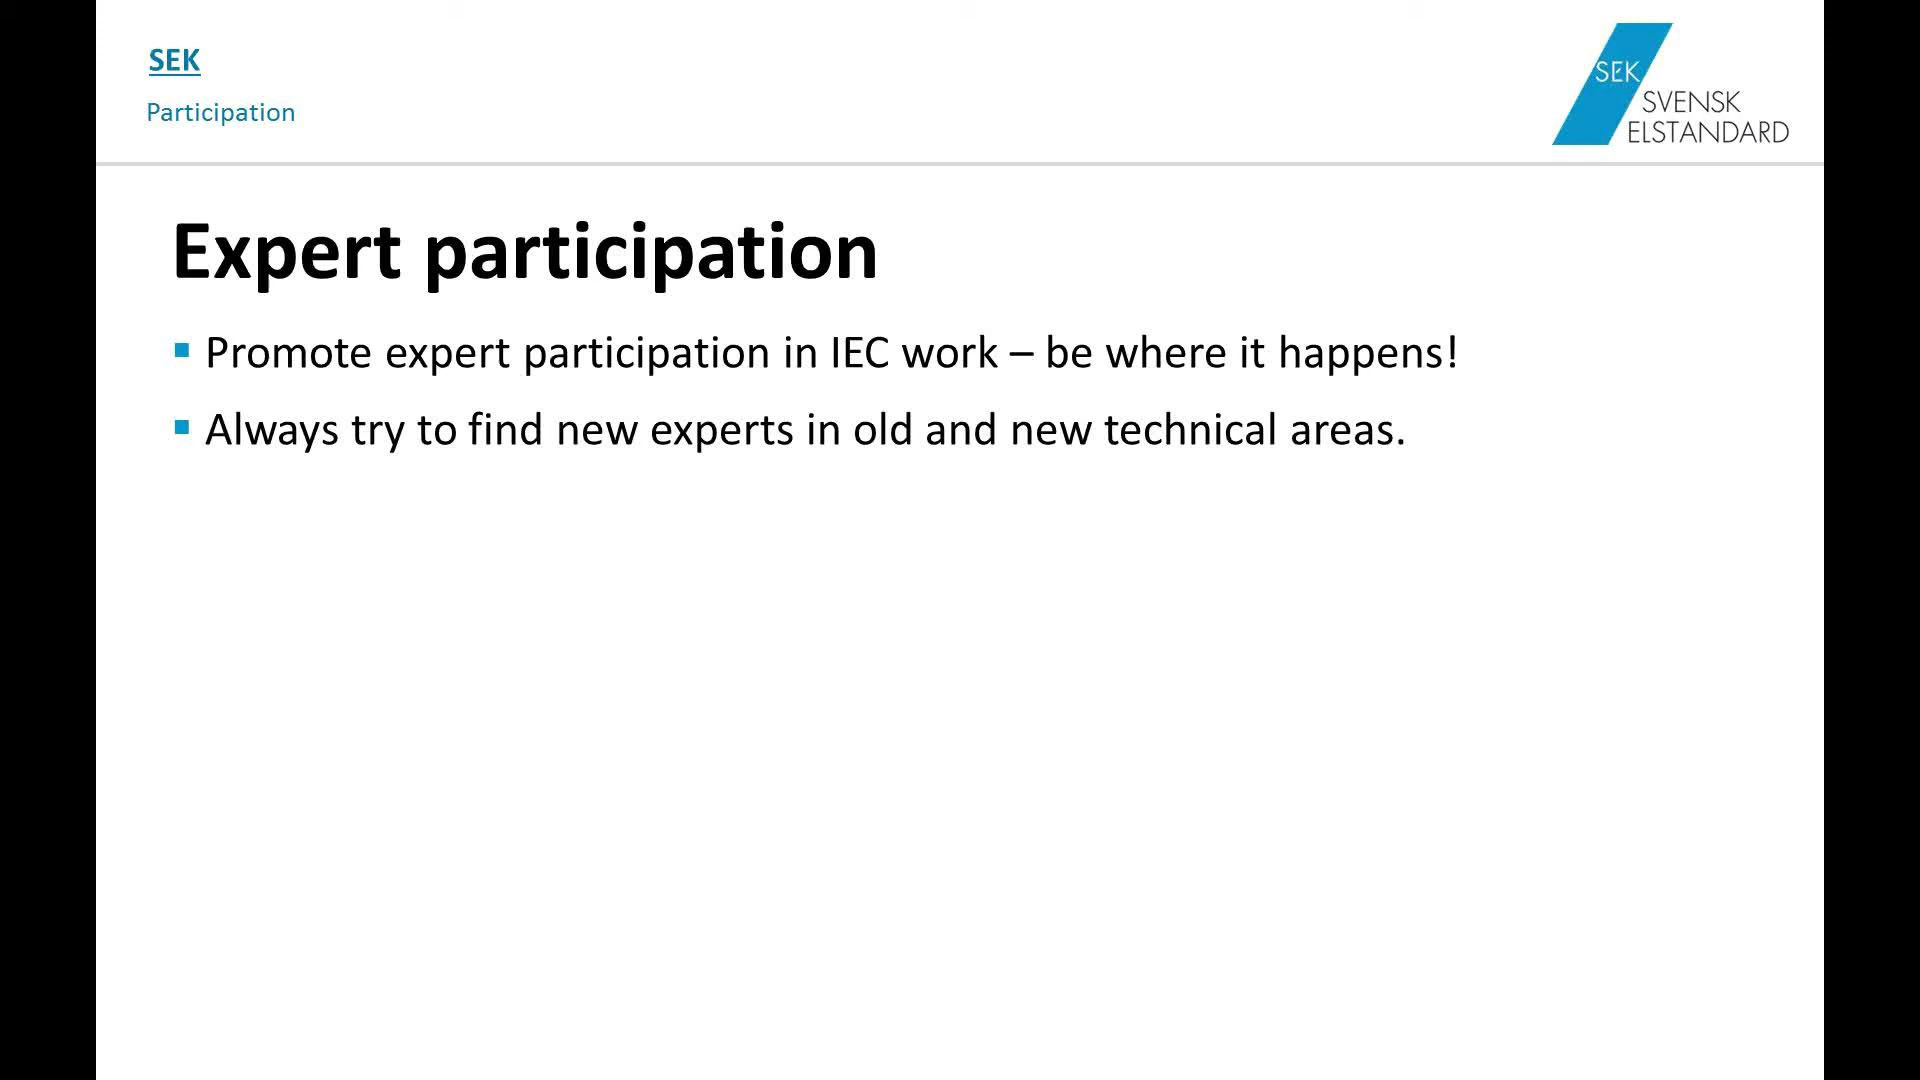 SEK
Participation
SEK
SVENSK
ELSTANDARD
Expert participation
Promote expert participation in IEC work – be where it happens!
Always try to find new experts in old and new technical areas.